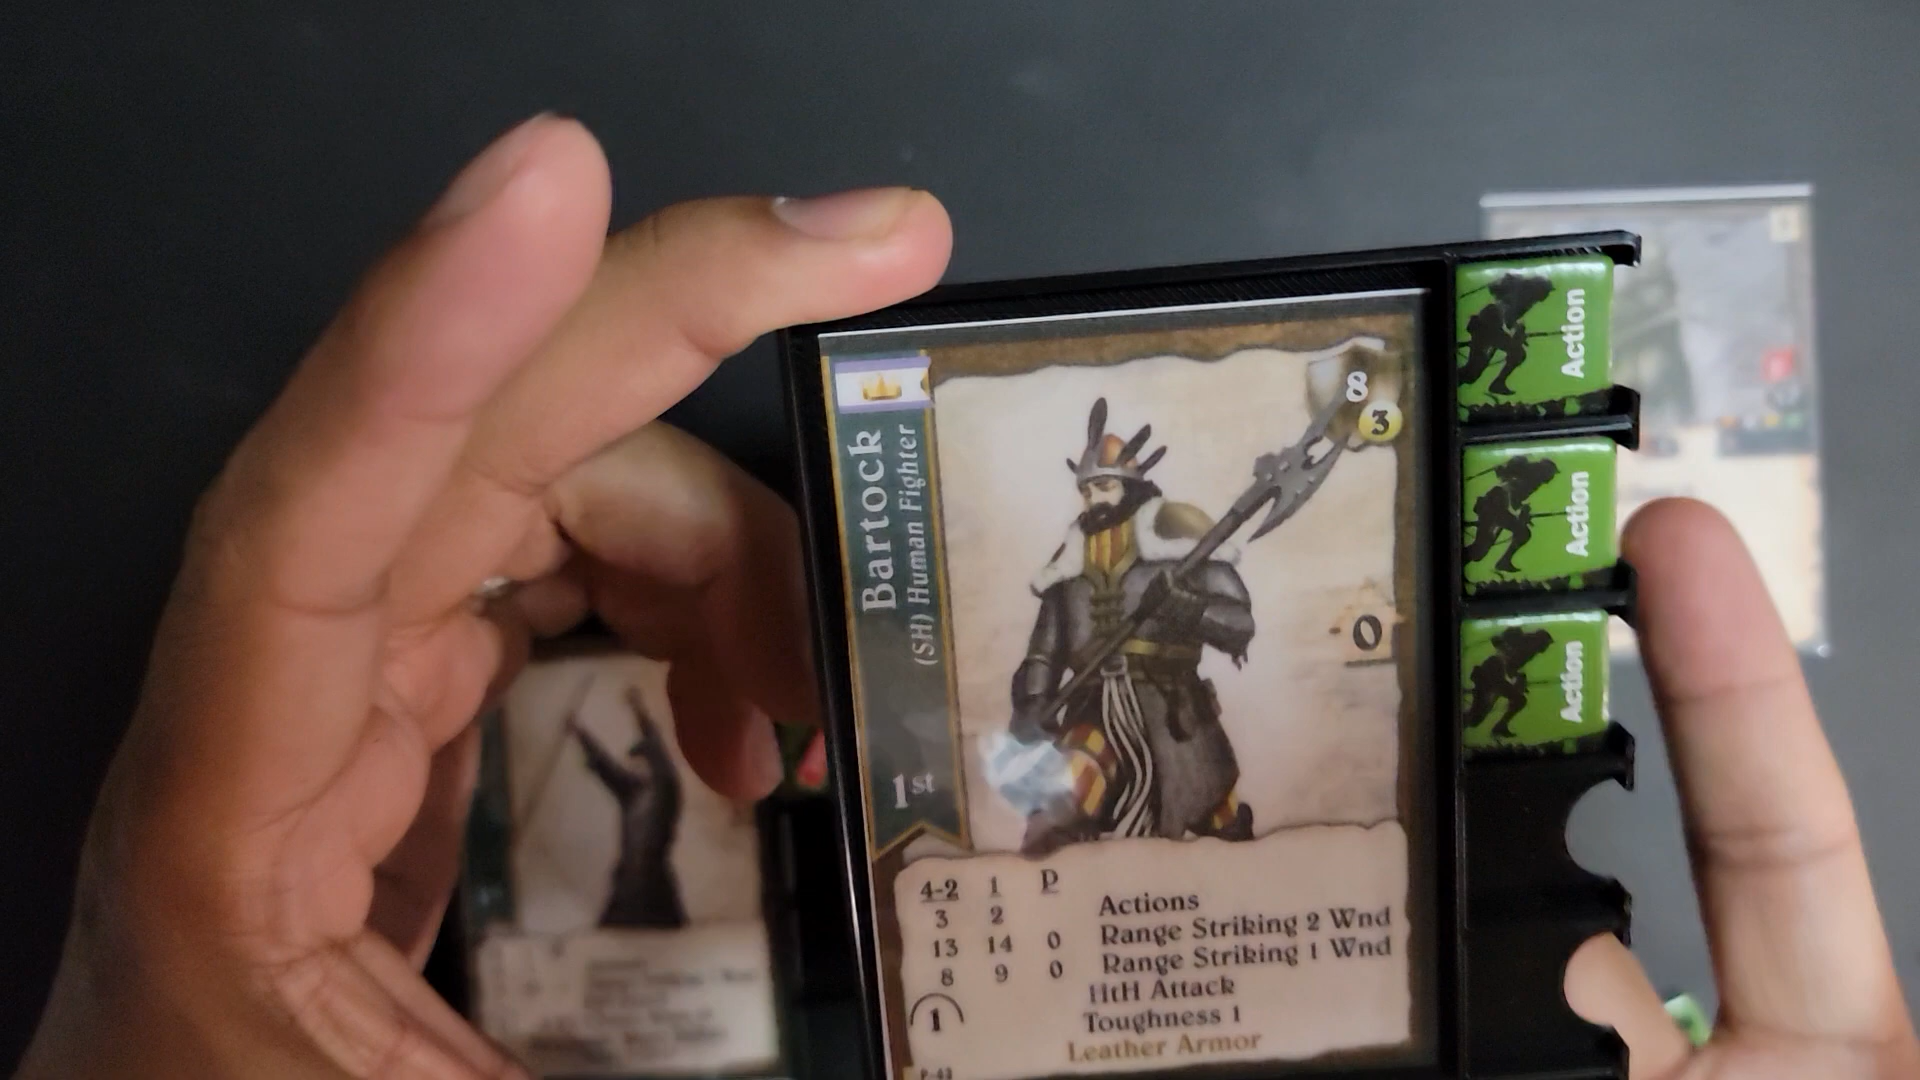 Bartock
(SH) Human Fighter
1st
8
3
0
4-2 1 P
3 2 Actions
13 14 0 Range Striking 2 Wnd
8 9 0 Range Striking 1 Wnd
HtH Attack
1 Toughness 1
Leather Armor
P-43
Action
Action
Action